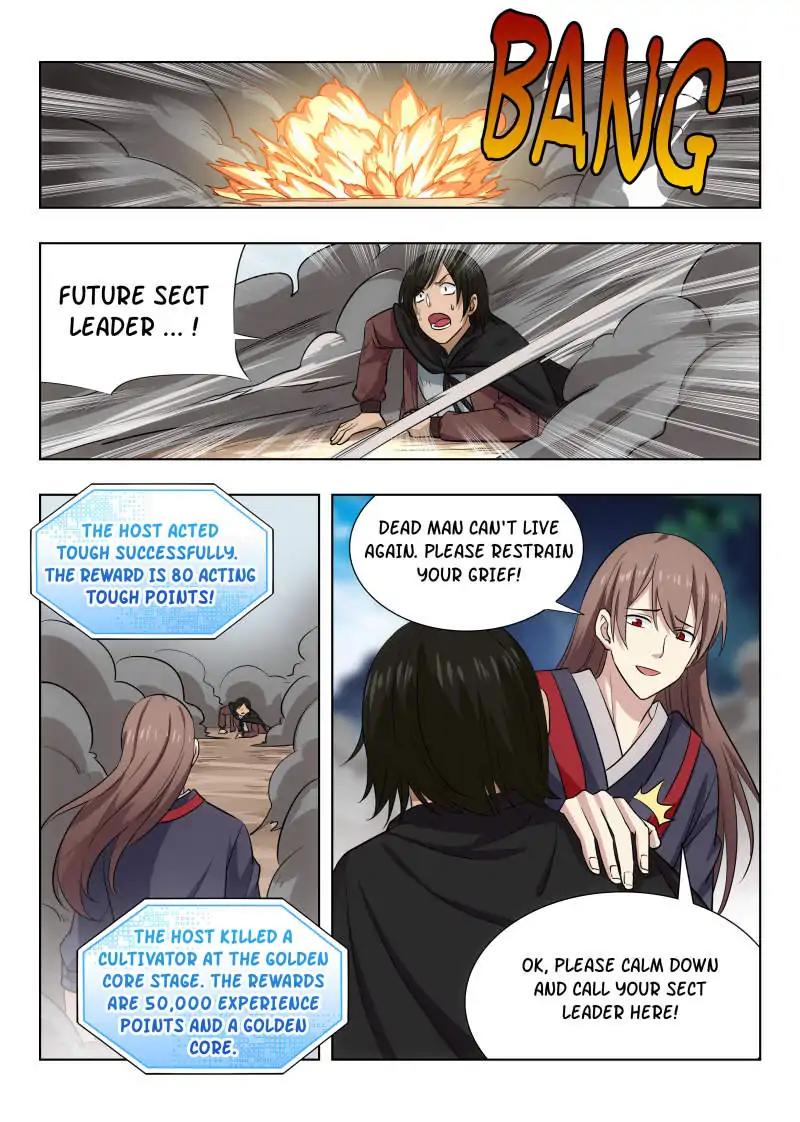 BANG
FUTURE SECT
LEADER ... !
THE HOST ACTED
TOUGH SUCCESSFULLY.
THE REWARD IS 80 ACTING
TOUGH POINTS!
DEAD MAN CAN'T LIVE
AGAIN. PLEASE RESTRAIN
YOUR GRIEF!
THE HOST KILLED A
CULTIVATOR AT THE GOLDEN
CORE STAGE. THE REWARDS
ARE 50,000 EXPERIENCE
POINTS AND A GOLDEN
CORE.
OK, PLEASE CALM DOWN
AND CALL YOUR SECT
LEADER HERE!